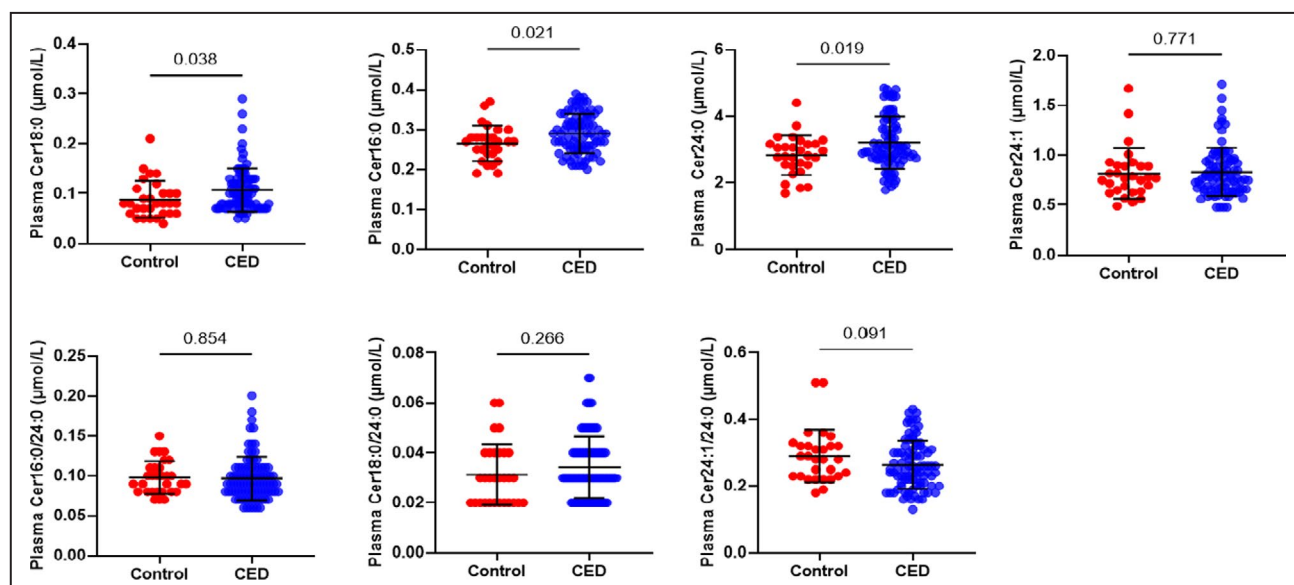 Plasma Cer18:0 (μmol/L)
0.4
0.3
0.2
0.1
0.0
0.038
Control
CED
Plasma Cer16:0 (μmol/L)
0.5
0.4
0.3
0.2
0.1
0.0
0.021
Control
CED
Plasma Cer24:0 (μmol/L)
6
4
2
0
0.019
Control
CED
Plasma Cer24:1 (μmol/L)
2.0
1.5
1.0
0.5
0.0
0.771
Control
CED
Plasma Cer16:0/24:0 (μmol/L)
0.25
0.20
0.15
0.10
0.05
0.00
0.854
Control
CED
Plasma Cer18:0/24:0 (μmol/L)
0.08
0.06
0.04
0.02
0.00
0.266
Control
CED
Plasma Cer24:1/24:0 (μmol/L)
0.6
0.4
0.2
0.0
0.091
Control
CED